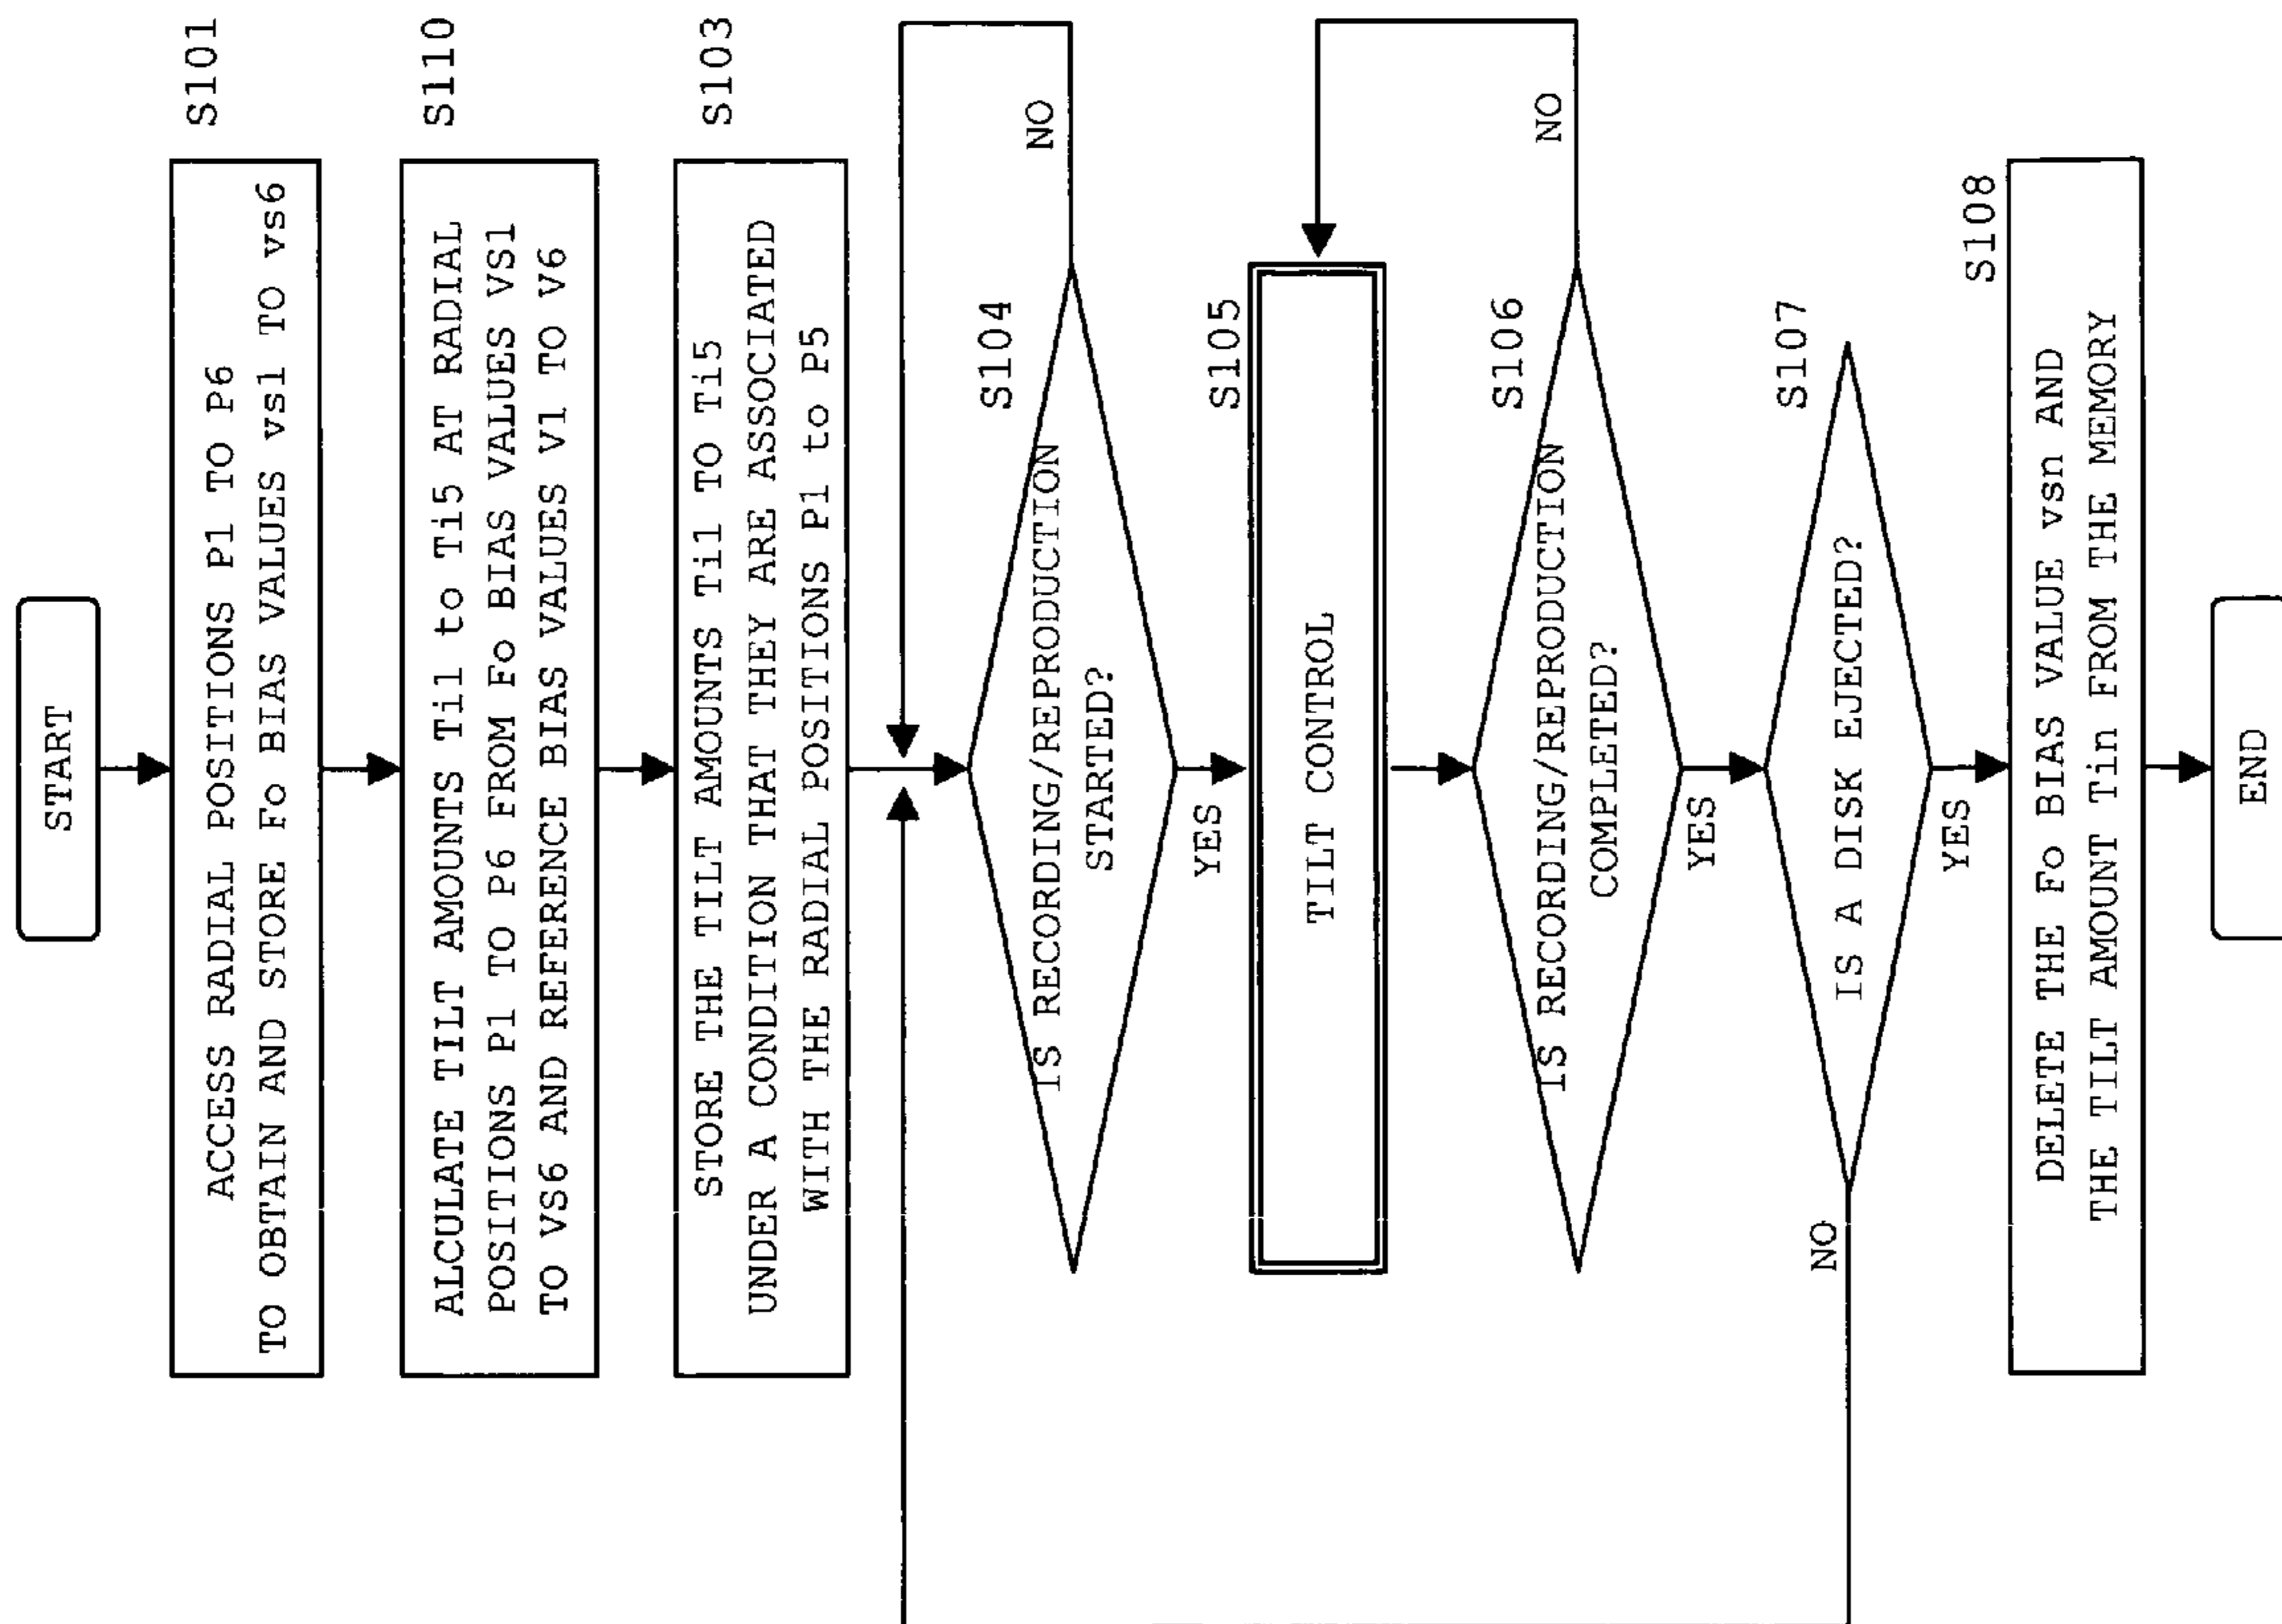 START
S101
ACCESS RADIAL POSITIONS P1 TO P6
TO OBTAIN AND STORE Fo BIAS VALUES vs1 TO vs6
S110
ALCULATE TILT AMOUNTS Ti1 to Ti5 AT RADIAL
POSITIONS P1 TO P6 FROM Fo BIAS VALUES VS1
TO VS6 AND REFERENCE BIAS VALUES V1 TO V6
S103
STORE THE TILT AMOUNTS Ti1 TO Ti5
UNDER A CONDITION THAT THEY ARE ASSOCIATED
WITH THE RADIAL POSITIONS P1 to P5
S104
IS RECORDING/REPRODUCTION
STARTED?
NO
YES
S105
TILT CONTROL
S106
IS RECORDING/REPRODUCTION
COMPLETED?
NO
YES
S107
IS A DISK EJECTED?
NO
YES
S108
DELETE THE Fo BIAS VALUE vsn AND
THE TILT AMOUNT Tin FROM THE MEMORY
END